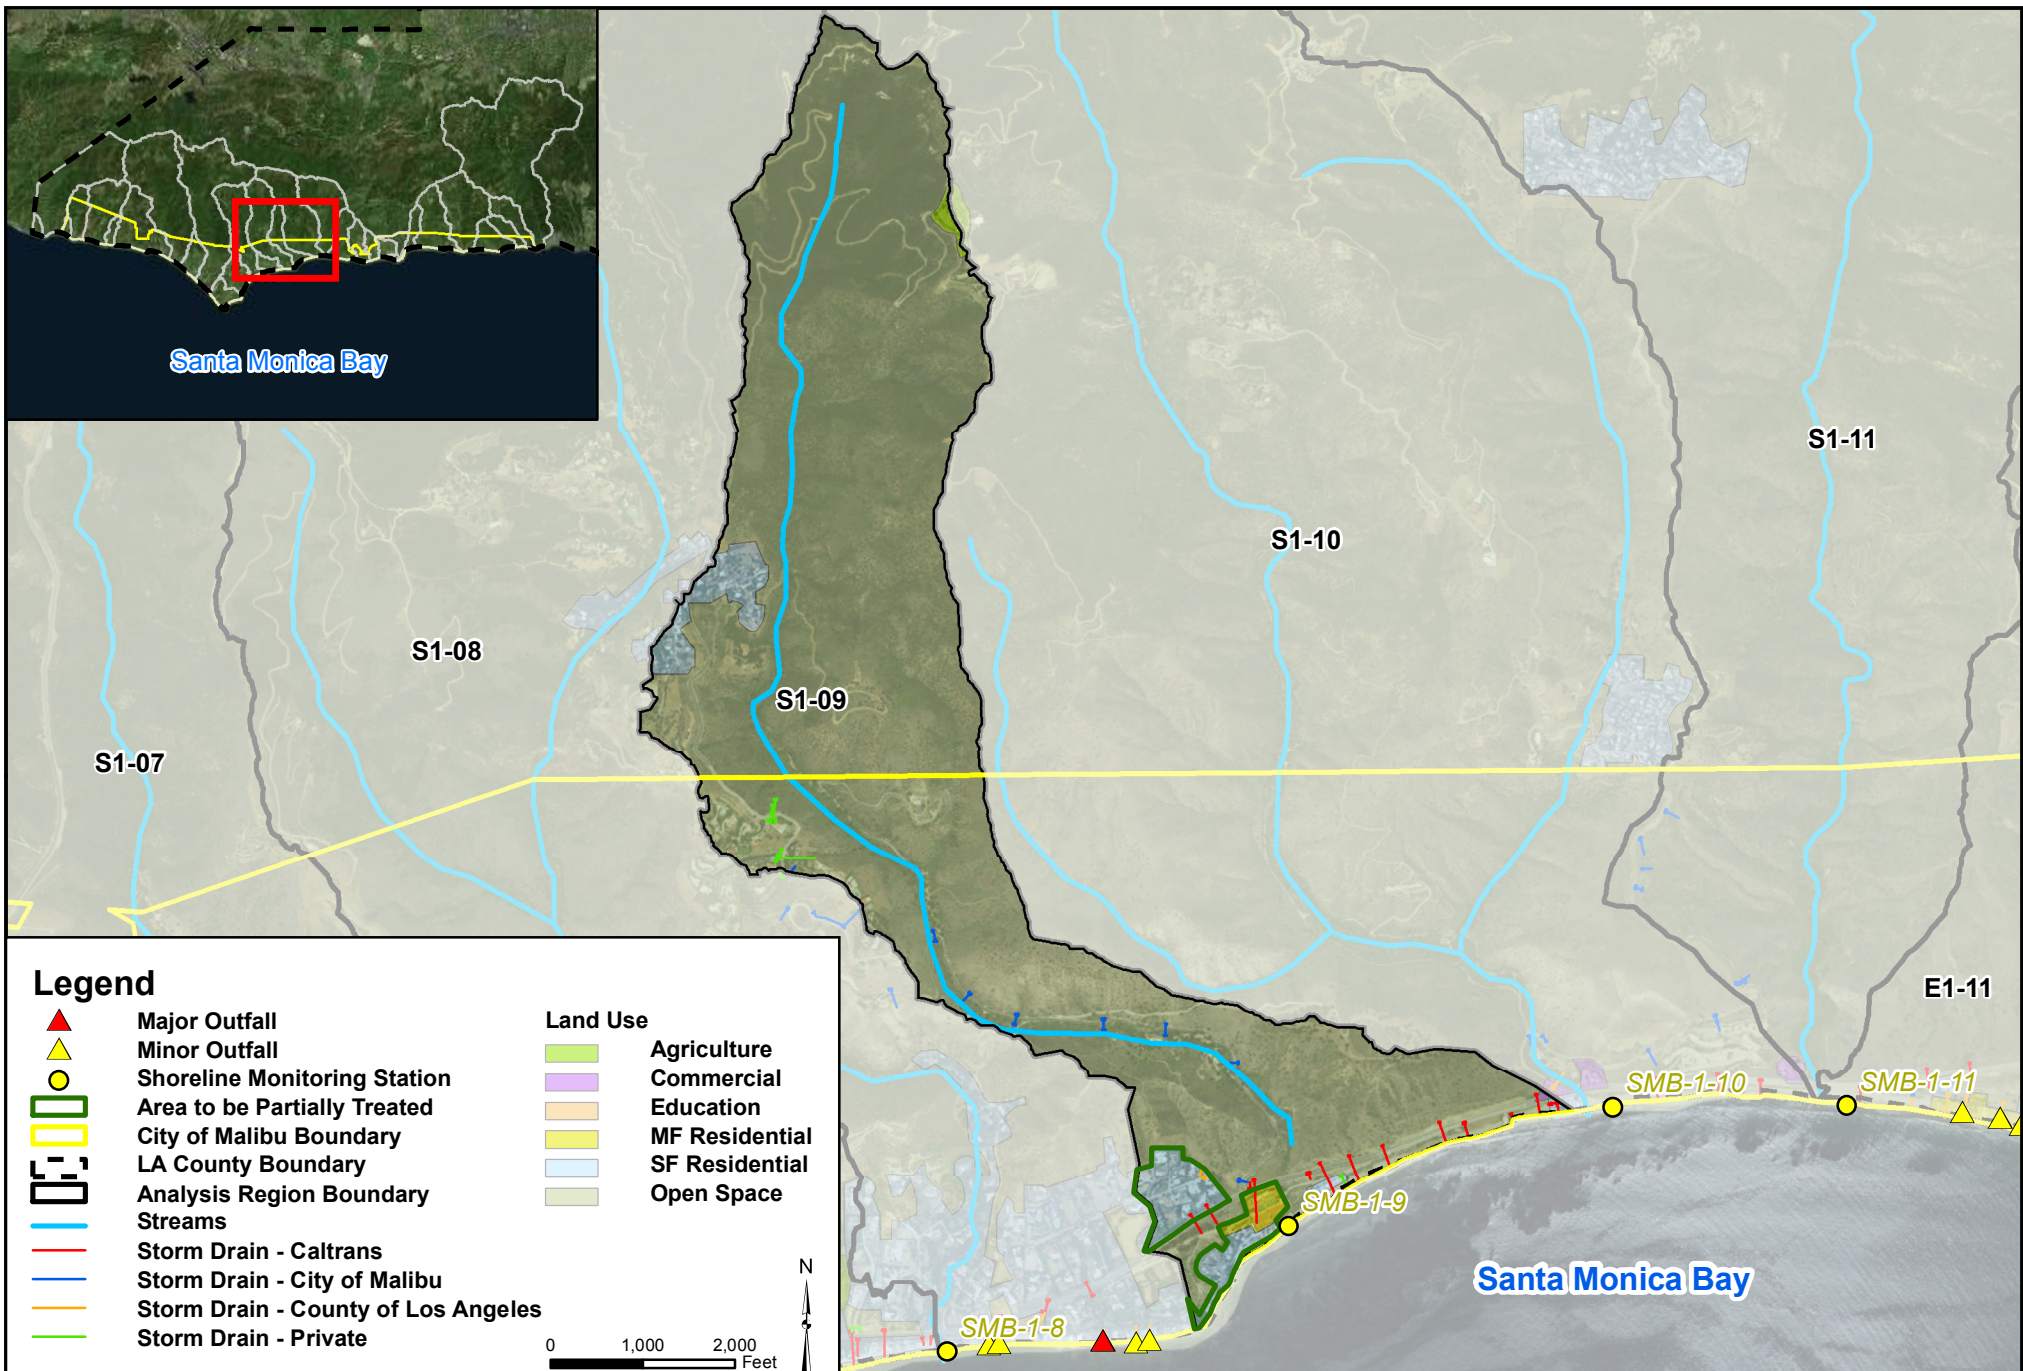 Santa Monica Bay
S1-11
S1-10
S1-08
S1-09
S1-07
E1-11
SMB-1-10
SMB-1-11
SMB-1-9
SMB-1-8
Santa Monica Bay
Legend
Major Outfall
Minor Outfall
Shoreline Monitoring Station
Area to be Partially Treated
City of Malibu Boundary
LA County Boundary
Analysis Region Boundary
Streams
Storm Drain - Caltrans
Storm Drain - City of Malibu
Storm Drain - County of Los Angeles
Storm Drain - Private
Land Use
Agriculture
Commercial
Education
MF Residential
SF Residential
Open Space
N
0 1,000 2,000
Feet